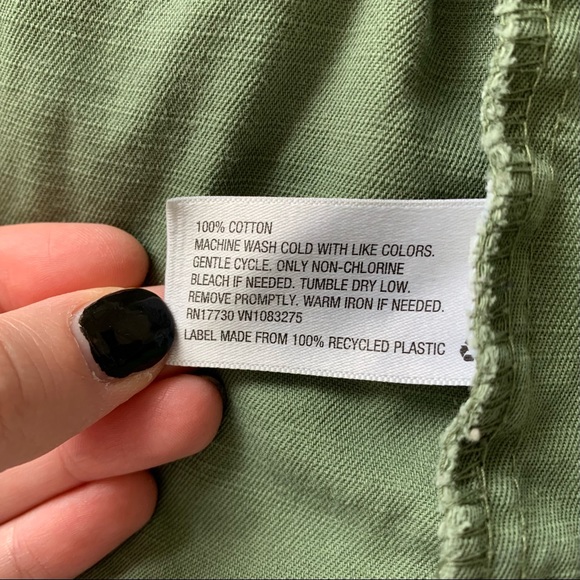 100% COTTON
MACHINE WASH COLD WITH LIKE COLORS.
GENTLE CYCLE. ONLY NON-CHLORINE
BLEACH IF NEEDED. TUMBLE DRY LOW.
REMOVE PROMPTLY. WARM IRON IF NEEDED.
RN17730 VN1083275
LABEL MADE FROM 100% RECYCLED PLASTIC